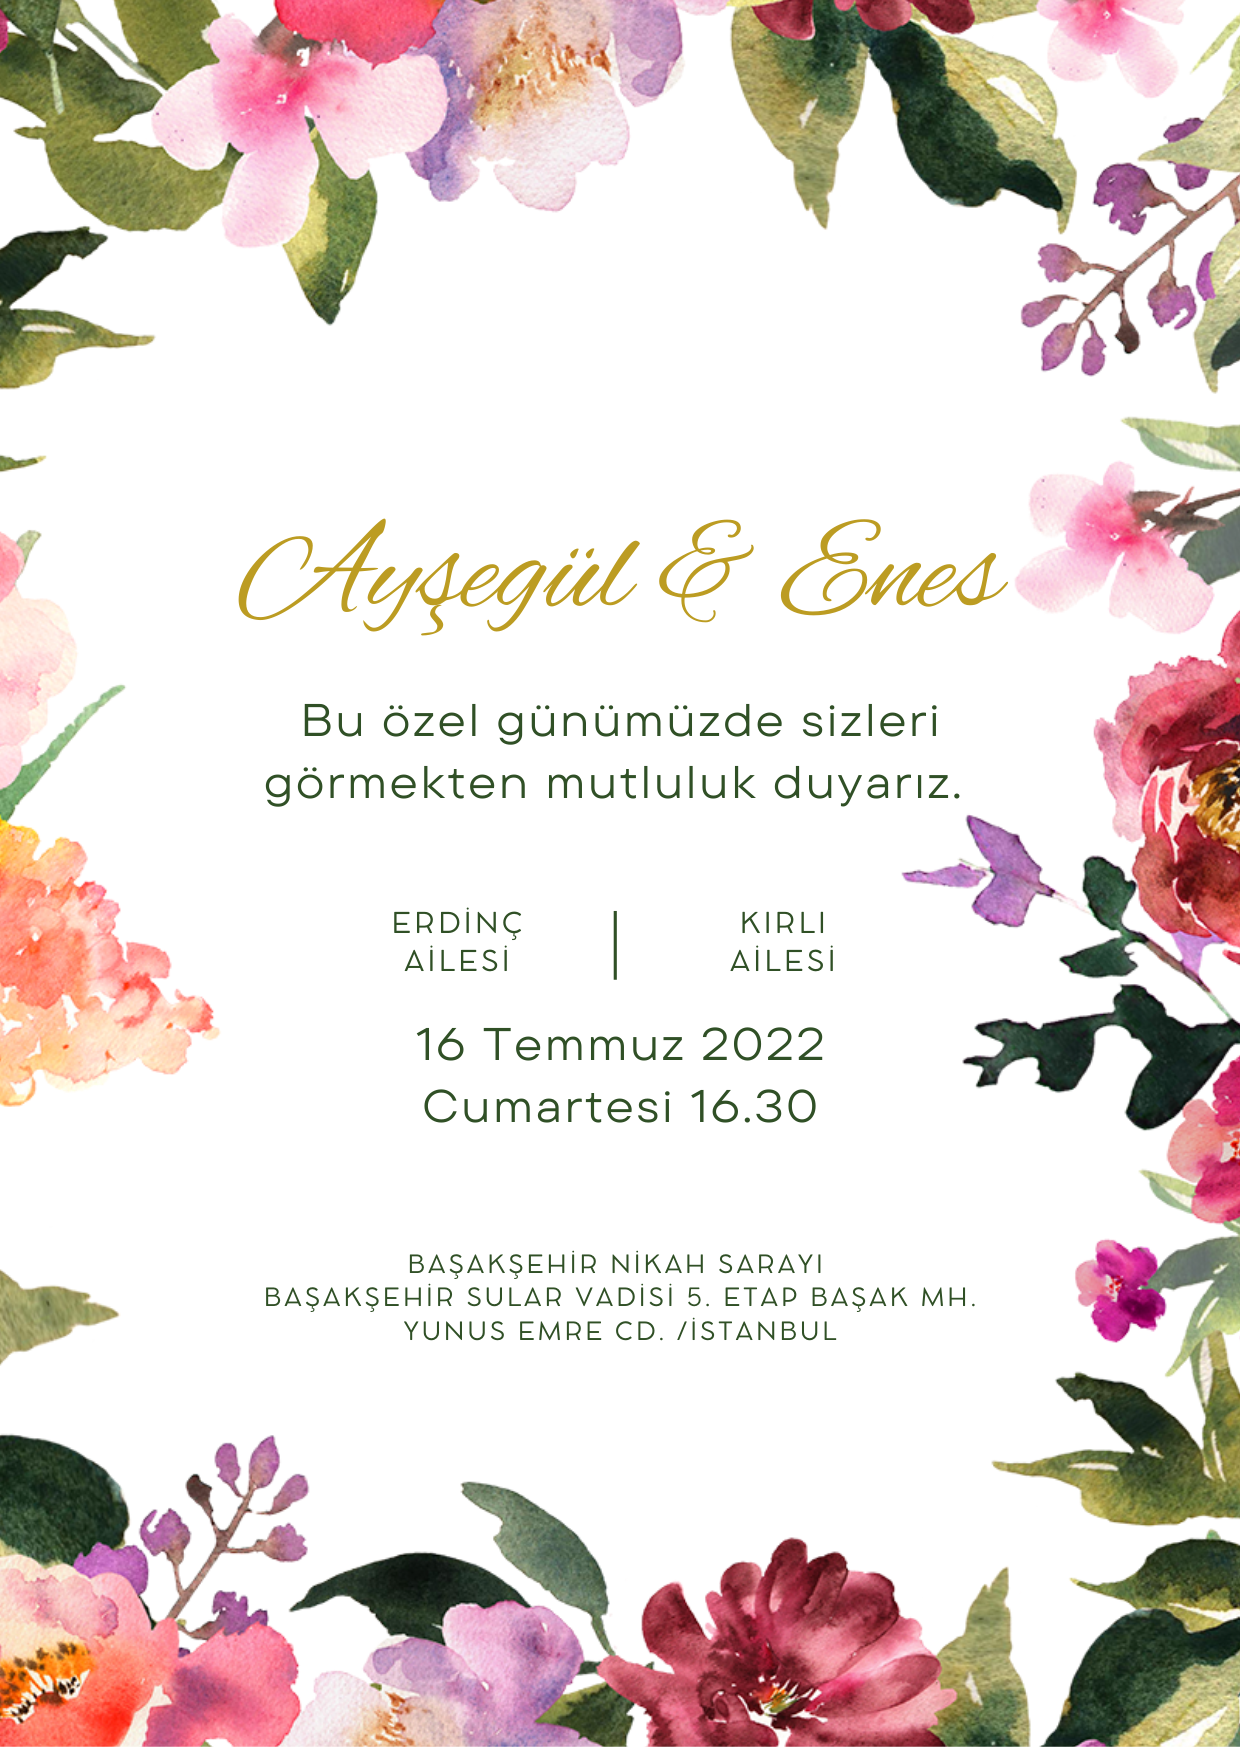 Ayşegül & Enes
Bu özel günümüzde sizleri
görmekten mutluluk duyarız.
ERDİNÇ
AİLESİ
KIRLI
AİLESİ
16 Temmuz 2022
Cumartesi 16.30
BAŞAKŞEHİR NİKAH SARAYI
BAŞAKŞEHİR SULAR VADİSİ 5. ETAP BAŞAK MH.
YUNUS EMRE CD. /İSTANBUL